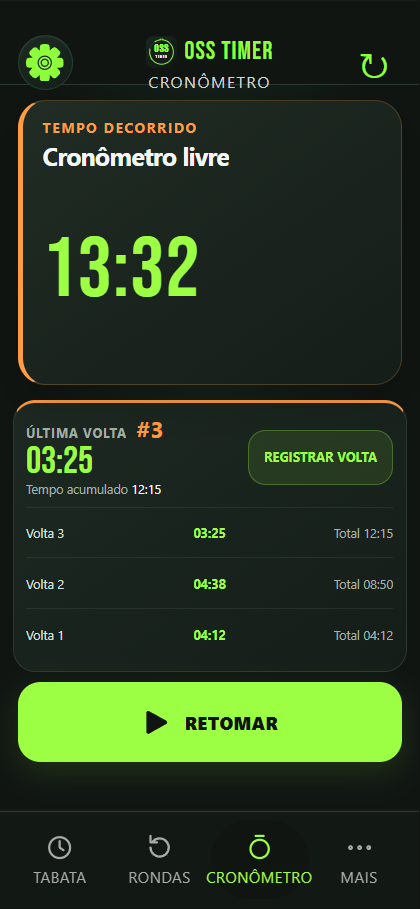 OSS TIMER
OSS TIMER
CRONÔMETRO
TEMPO DECORRIDO
Cronômetro livre
13:32
ÚLTIMA VOLTA #3
03:25
Tempo acumulado 12:15
REGISTRAR VOLTA
Volta 3 03:25 Total 12:15
Volta 2 04:38 Total 08:50
Volta 1 04:12 Total 04:12
RETOMAR
TABATA RONDAS CRONÔMETRO MAIS